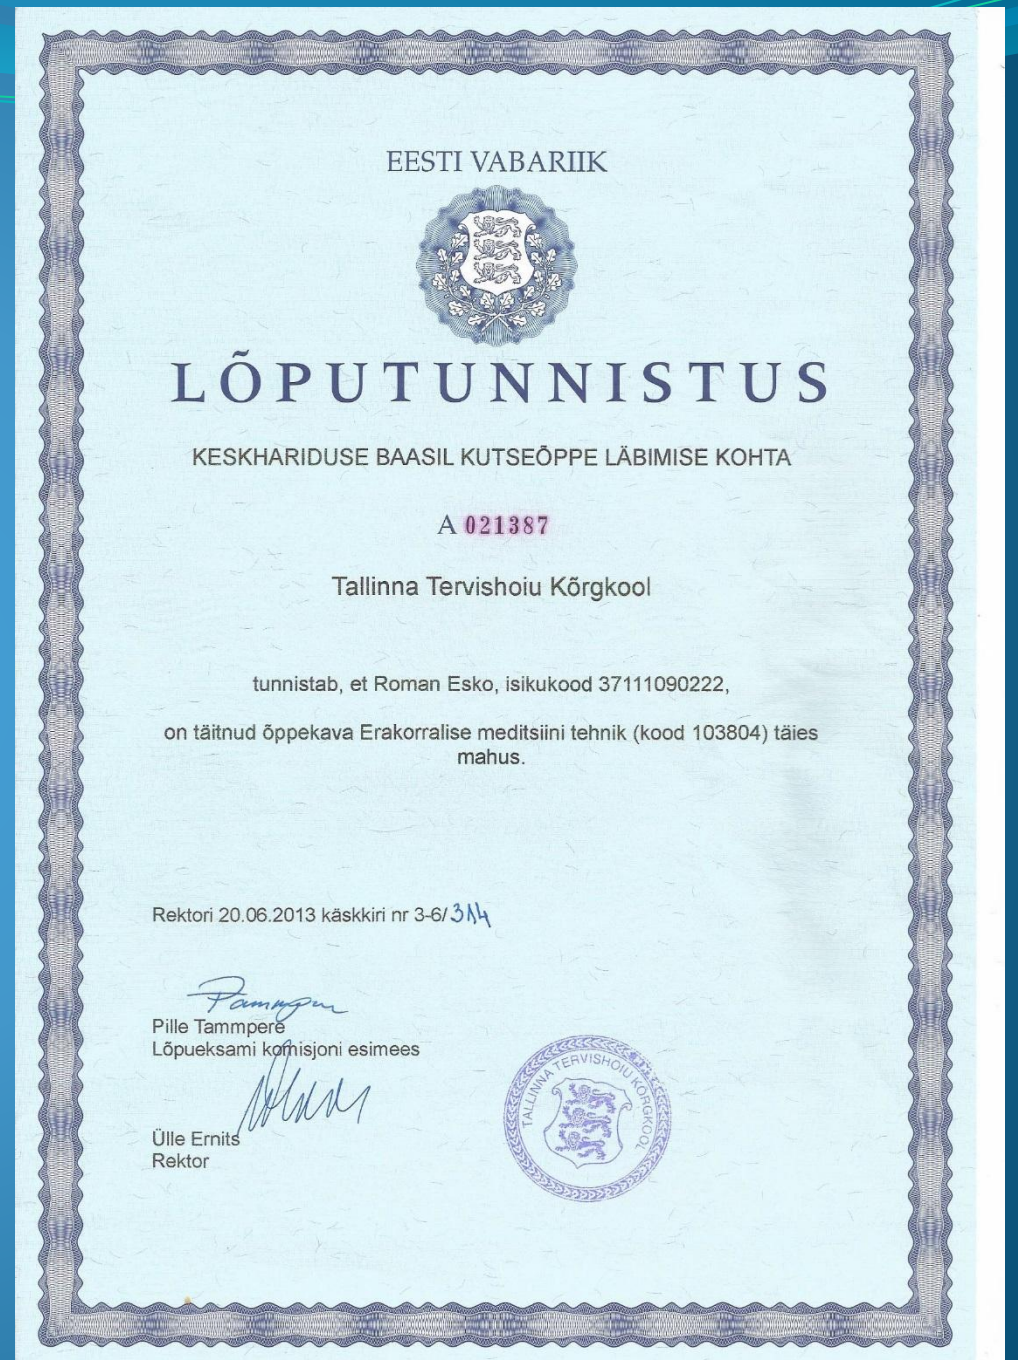 EESTI VABARIIK
LÕPUTUNNISTUS
KESKHARIDUSE BAASIL KUTSEÕPPE LÄBIMISE KOHTA
A 021387
Tallinna Tervishoiu Kõrgkool
tunnistab, et Roman Esko, isikukood 37111090222,
on täitnud õppekava Erakorralise meditsiini tehnik (kood 103804) täies
mahus.
Rektori 20.06.2013 käskkiri nr 3-6/314
Pille Tammpere
Lõpueksami komisjoni esimees
Ülle Ernits
Rektor
TALLINNA TERVISHOIU KÕRGKOOL